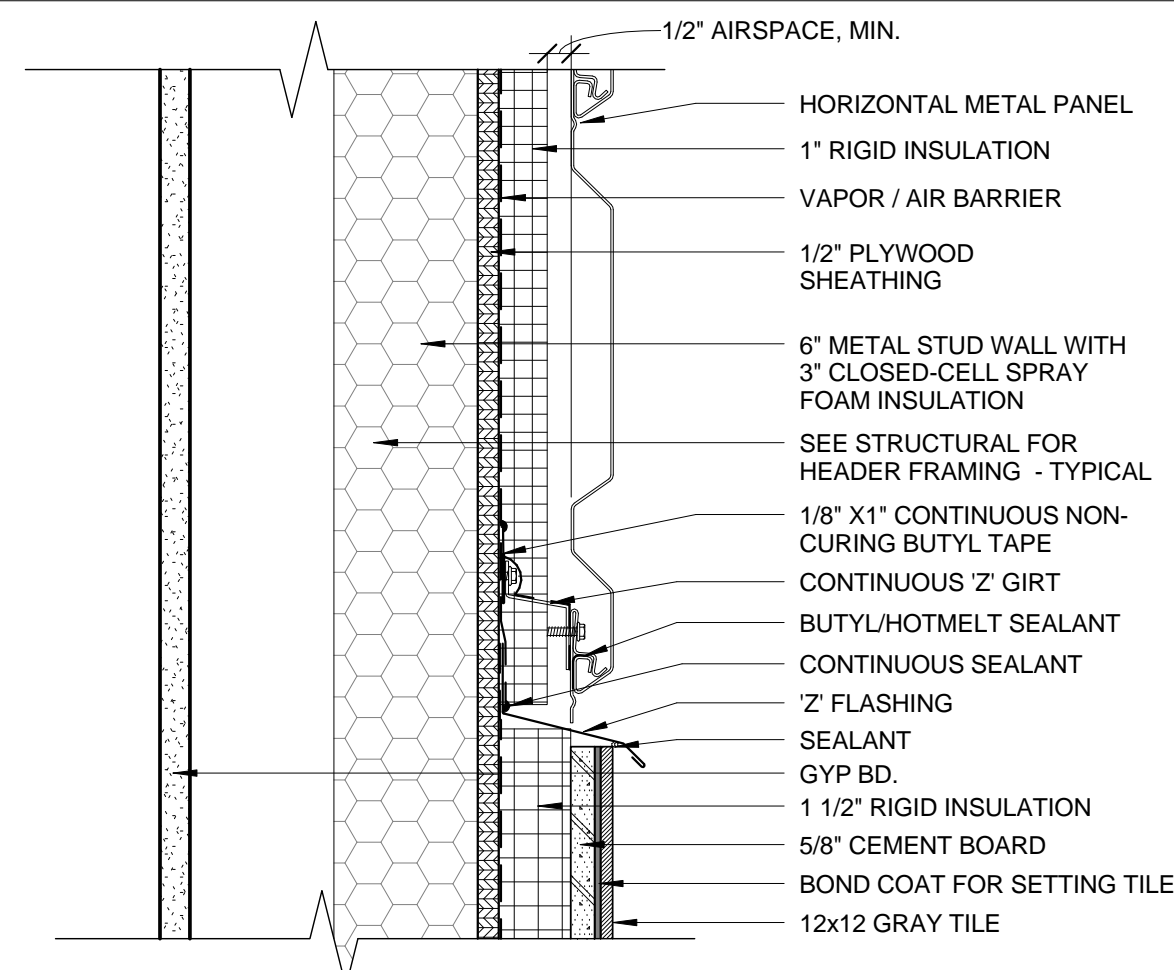 1/2" AIRSPACE, MIN.
HORIZONTAL METAL PANEL
1" RIGID INSULATION
VAPOR / AIR BARRIER
1/2" PLYWOOD
SHEATHING
6" METAL STUD WALL WITH
3" CLOSED-CELL SPRAY
FOAM INSULATION
SEE STRUCTURAL FOR
HEADER FRAMING - TYPICAL
1/8" X1" CONTINUOUS NON-
CURING BUTYL TAPE
CONTINUOUS 'Z' GIRT
BUTYL/HOTMELT SEALANT
CONTINUOUS SEALANT
'Z' FLASHING
SEALANT
GYP BD.
1 1/2" RIGID INSULATION
5/8" CEMENT BOARD
BOND COAT FOR SETTING TILE
12x12 GRAY TILE